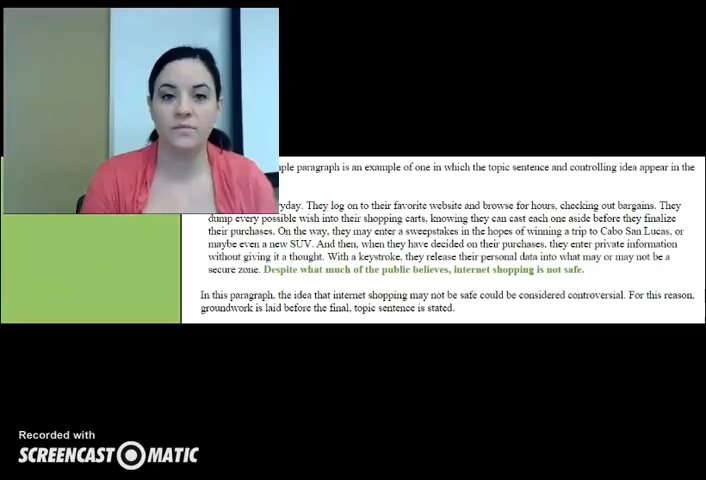 ple paragraph is an example of one in which the topic sentence and controlling idea appear in the
ryday. They log on to their favorite website and browse for hours, checking out bargains. They
dump every possible wish into their shopping carts, knowing they can cast each one aside before they finalize
their purchases. On the way, they may enter a sweepstakes in the hopes of winning a trip to Cabo San Lucas, or
maybe even a new SUV. And then, when they have decided on their purchases, they enter private information
without giving it a thought. With a keystroke, they release their personal data into what may or may not be a
secure zone. Despite what much of the public believes, internet shopping is not safe.
In this paragraph, the idea that internet shopping may not be safe could be considered controversial. For this reason,
groundwork is laid before the final, topic sentence is stated.
Recorded with
SCREENCAST-O-MATIC